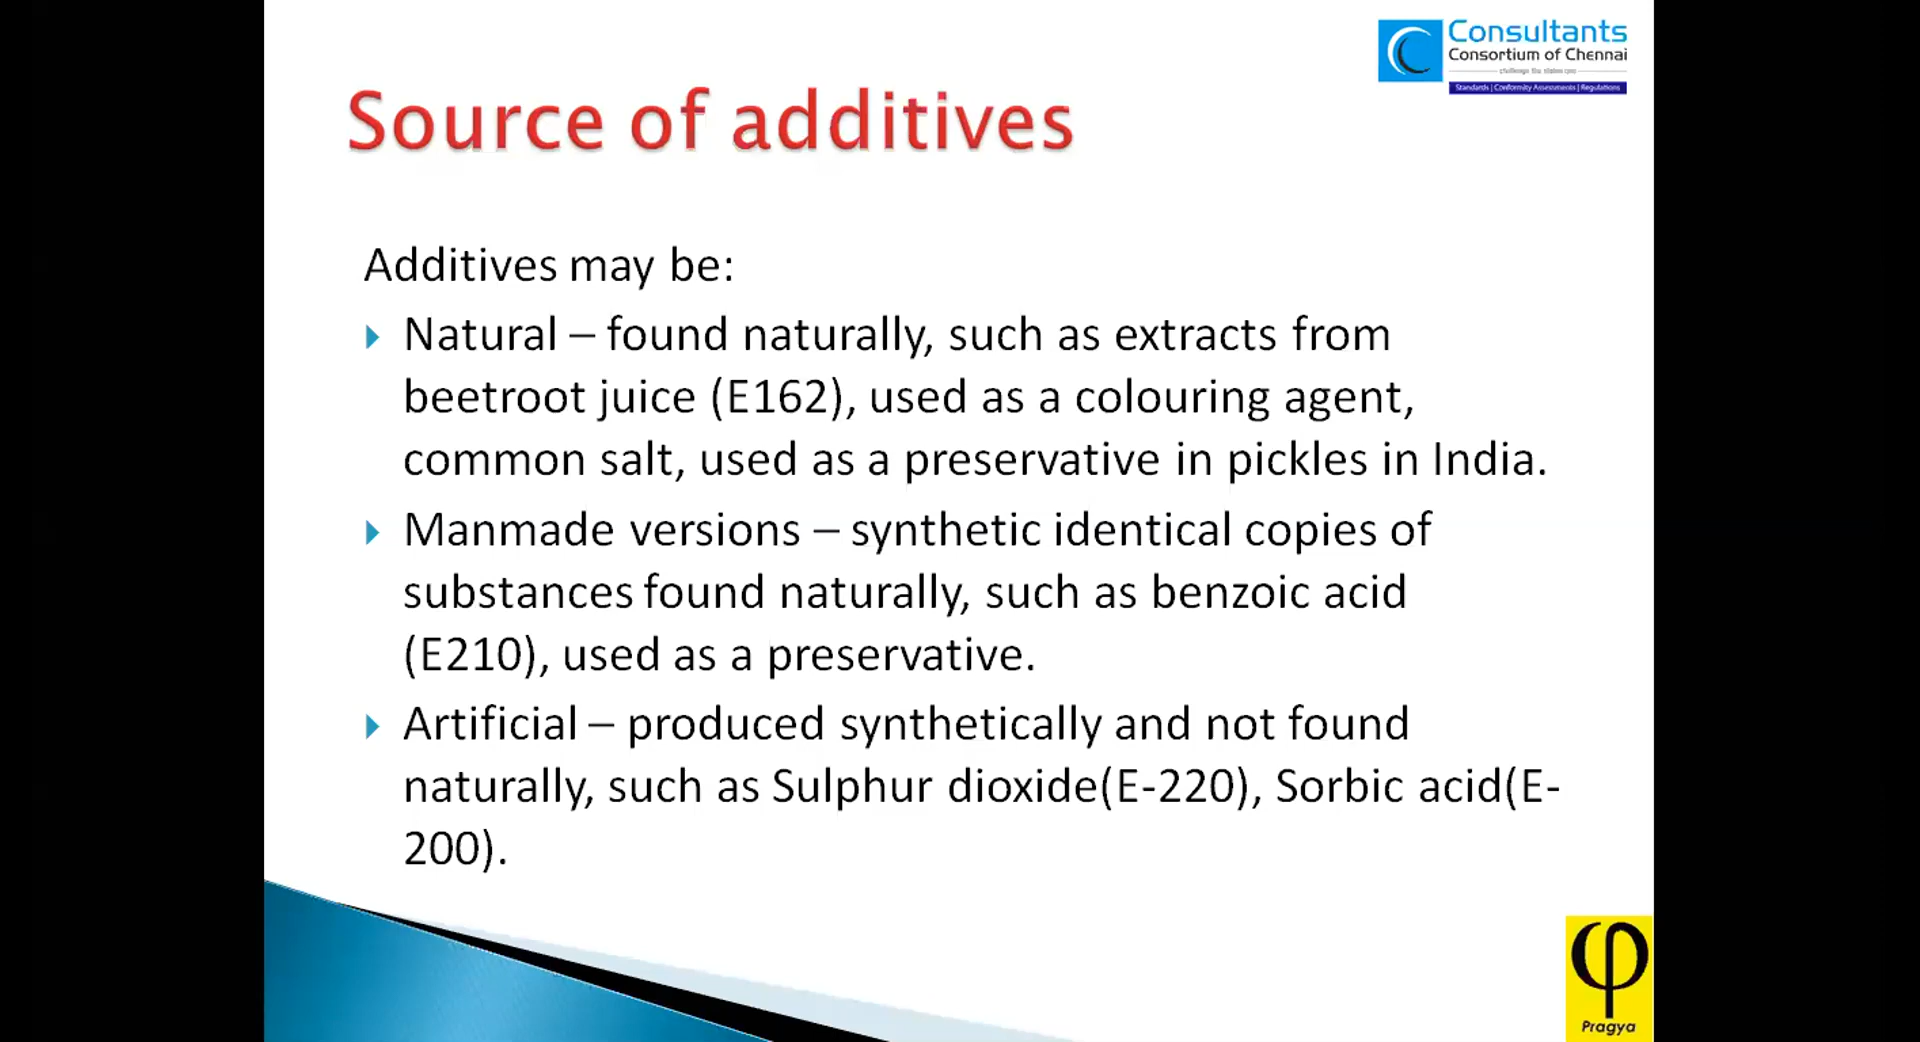 Consultants
Consortium of Chennai
Standards | Conformity Assessments | Regulations
Source of additives
Additives may be:
Natural – found naturally, such as extracts from
beetroot juice (E162), used as a colouring agent,
common salt, used as a preservative in pickles in India.
Manmade versions – synthetic identical copies of
substances found naturally, such as benzoic acid
(E210), used as a preservative.
Artificial – produced synthetically and not found
naturally, such as Sulphur dioxide(E-220), Sorbic acid(E-
200).
Pragya